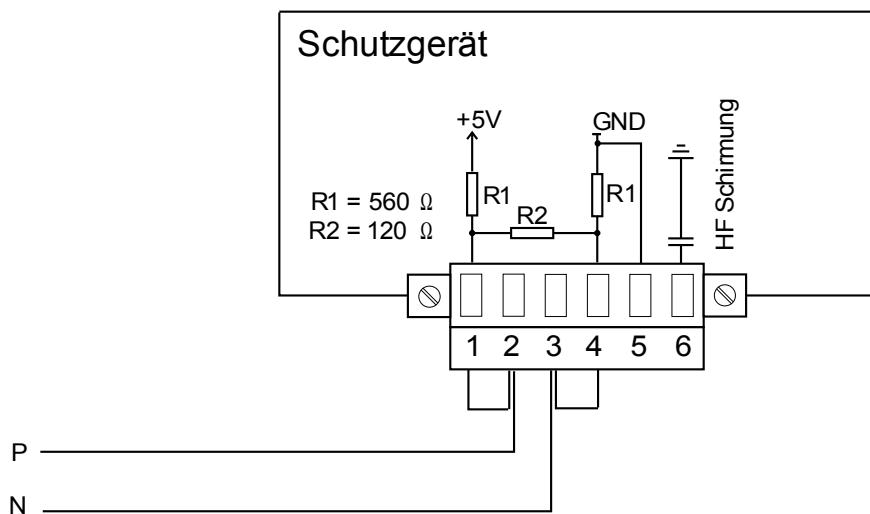 Schutzgerät
+5V
GND
HF Schirmung
R1 = 560 Ω
R1
R1
R2
R2 = 120 Ω
1 2 3 4 5 6
P
N